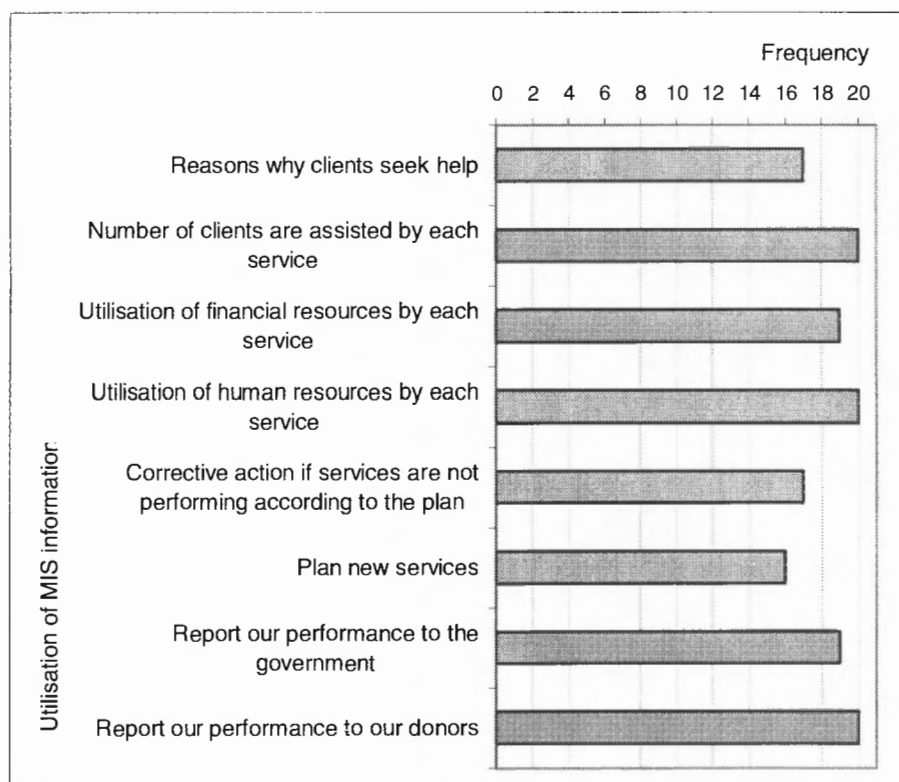 Frequency
0 2 4 6 8 10 12 14 16 18 20
Reasons why clients seek help
Number of clients are assisted by each
service
Utilisation of financial resources by each
service
Utilisation of human resources by each
service
Corrective action if services are not
performing according to the plan
Plan new services
Report our performance to the
government
Report our performance to our donors
Utilisation of MIS information